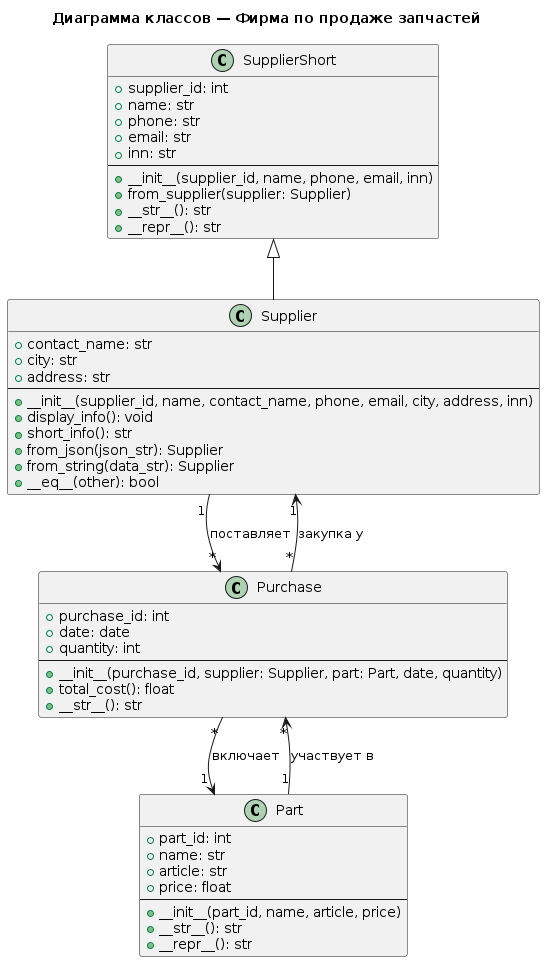 Диаграмма классов — Фирма по продаже запчастей
C SupplierShort
supplier_id: int
name: str
phone: str
email: str
inn: str
__init__(supplier_id, name, phone, email, inn)
from_supplier(supplier: Supplier)
__str__(): str
__repr__(): str
C Supplier
contact_name: str
city: str
address: str
__init__(supplier_id, name, contact_name, phone, email, city, address, inn)
display_info(): void
short_info(): str
from_json(json_str): Supplier
from_string(data_str): Supplier
__eq__(other): bool
1 1
поставляет закупка у
* *
C Purchase
purchase_id: int
date: date
quantity: int
__init__(purchase_id, supplier: Supplier, part: Part, date, quantity)
total_cost(): float
__str__(): str
* *
включает участвует в
1 1
C Part
part_id: int
name: str
article: str
price: float
__init__(part_id, name, article, price)
__str__(): str
__repr__(): str